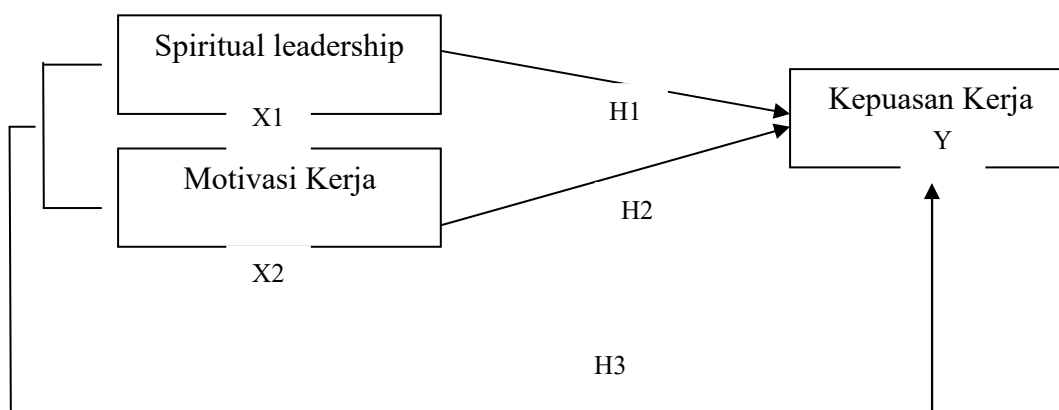 Spiritual leadership
X1
Motivasi Kerja
X2
H1
H2
Kepuasan Kerja
Y
H3